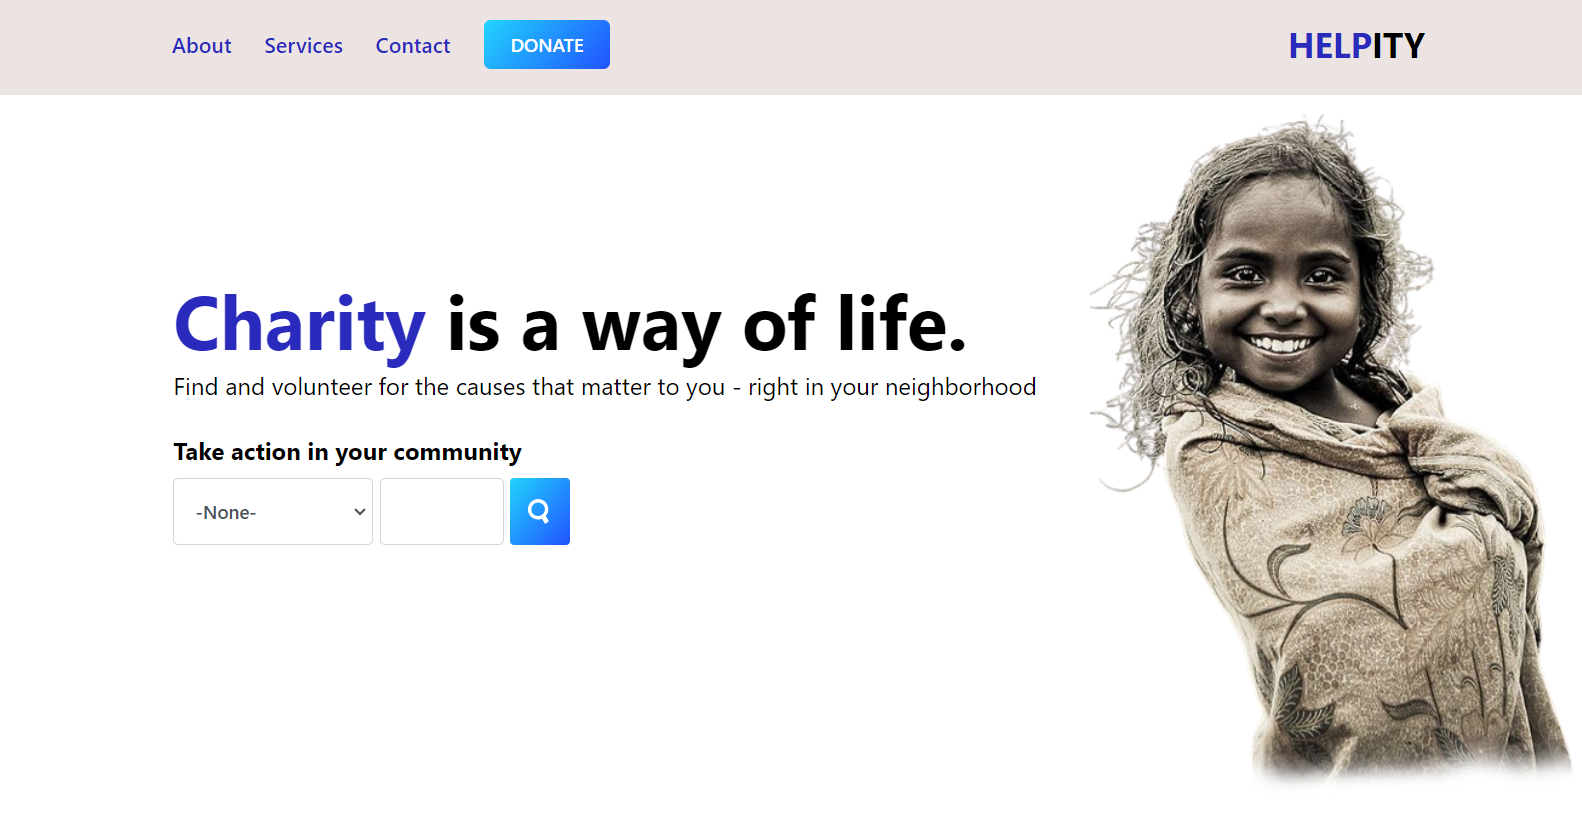 About Services Contact DONATE HELPITY
Charity is a way of life.
Find and volunteer for the causes that matter to you - right in your neighborhood
Take action in your community
-None-